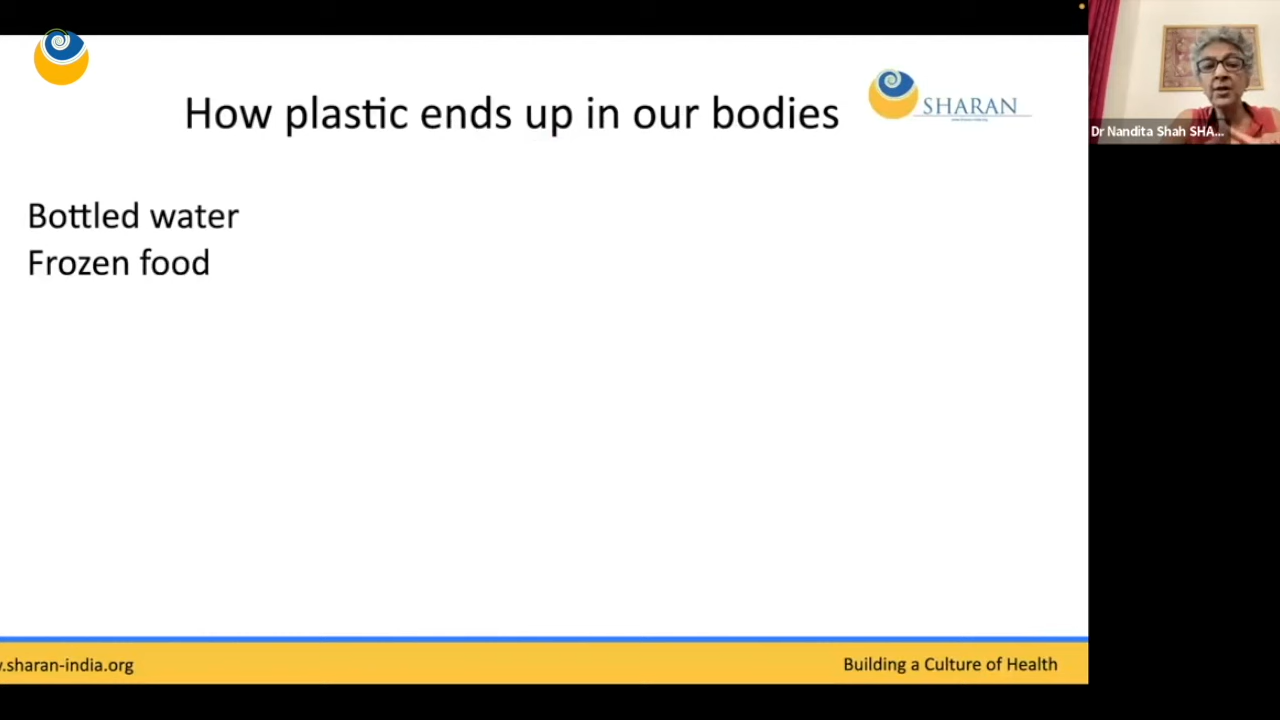 How plastic ends up in our bodies
SHARAN
Dr Nandita Shah SHA...
Bottled water
Frozen food
.sharan-india.org
Building a Culture of Health